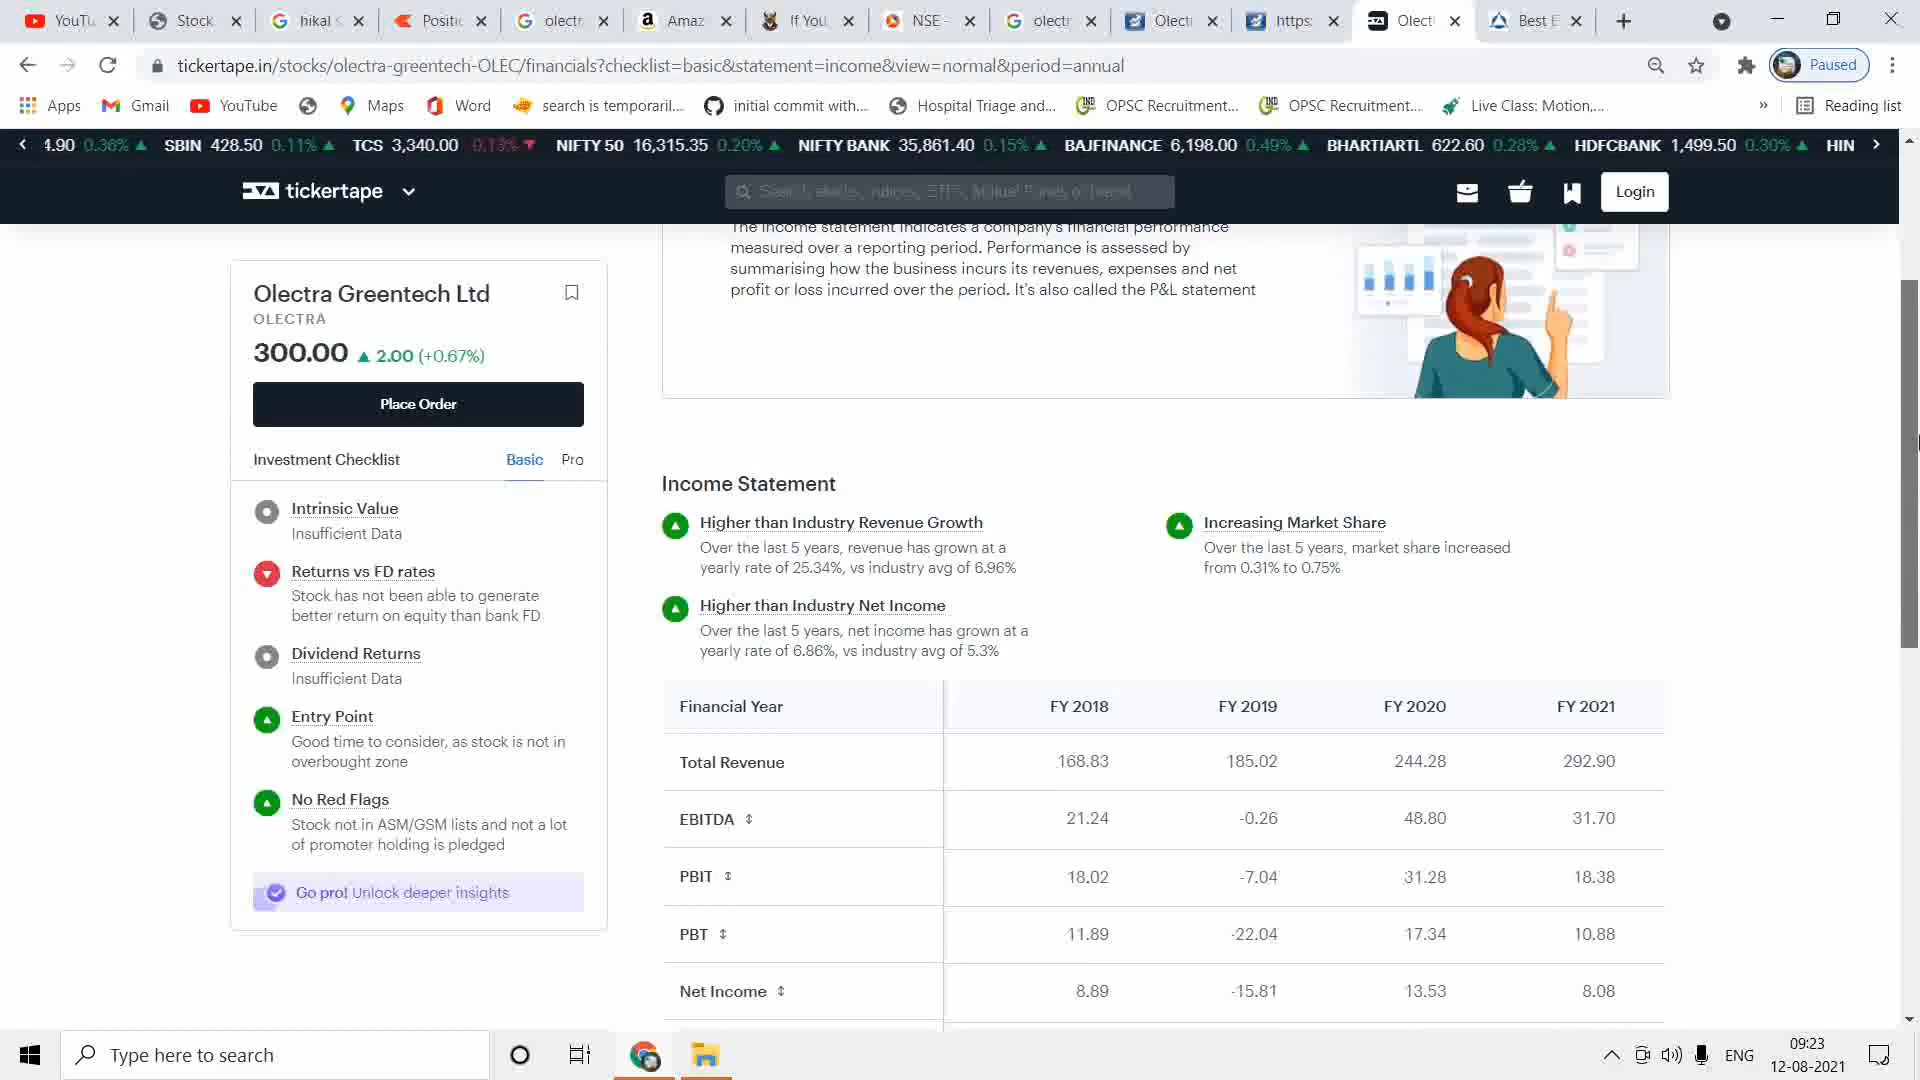 YouTu
Stock
hikal s
Positio
olectr
Amaz
If You
NSE -
olectr
Olectr
https:
Olect
Best E
tickertape.in/stocks/olectra-greentech-OLEC/financials?checklist=basic&statement=income&view=normal&period=annual
Paused
Apps
Gmail
YouTube
Maps
Word
search is temporaril...
initial commit with...
Hospital Triage and...
OPSC Recruitment...
OPSC Recruitment...
Live Class: Motion,...
»
Reading list
4.90 0.36% ▲ SBIN 428.50 0.11% ▲ TCS 3,340.00 0.13% ▼ NIFTY 50 16,315.35 0.20% ▲ NIFTY BANK 35,861.40 0.15% ▲ BAJFINANCE 6,198.00 0.49% ▲ BHARTIARTL 622.60 0.28% ▲ HDFCBANK 1,499.50 0.30% ▲ HIN
tickertape
Login
The income statement indicates a company's financial performance
measured over a reporting period. Performance is assessed by
summarising how the business incurs its revenues, expenses and net
profit or loss incurred over the period. It's also called the P&L statement
Olectra Greentech Ltd
OLECTRA
300.00 ▲ 2.00 (+0.67%)
Place Order
Investment Checklist Basic Pro
Intrinsic Value
Insufficient Data
Returns vs FD rates
Stock has not been able to generate
better return on equity than bank FD
Dividend Returns
Insufficient Data
Entry Point
Good time to consider, as stock is not in
overbought zone
No Red Flags
Stock not in ASM/GSM lists and not a lot
of promoter holding is pledged
Go pro! Unlock deeper insights
Income Statement
Higher than Industry Revenue Growth
Over the last 5 years, revenue has grown at a
yearly rate of 25.34%, vs industry avg of 6.96%
Increasing Market Share
Over the last 5 years, market share increased
from 0.31% to 0.75%
Higher than Industry Net Income
Over the last 5 years, net income has grown at a
yearly rate of 6.86%, vs industry avg of 5.3%
Financial Year FY 2018 FY 2019 FY 2020 FY 2021
Total Revenue 168.83 185.02 244.28 292.90
EBITDA 21.24 -0.26 48.80 31.70
PBIT 18.02 -7.04 31.28 18.38
PBT 11.89 -22.04 17.34 10.88
Net Income 8.89 -15.81 13.53 8.08
Type here to search
ENG
09:23
12-08-2021